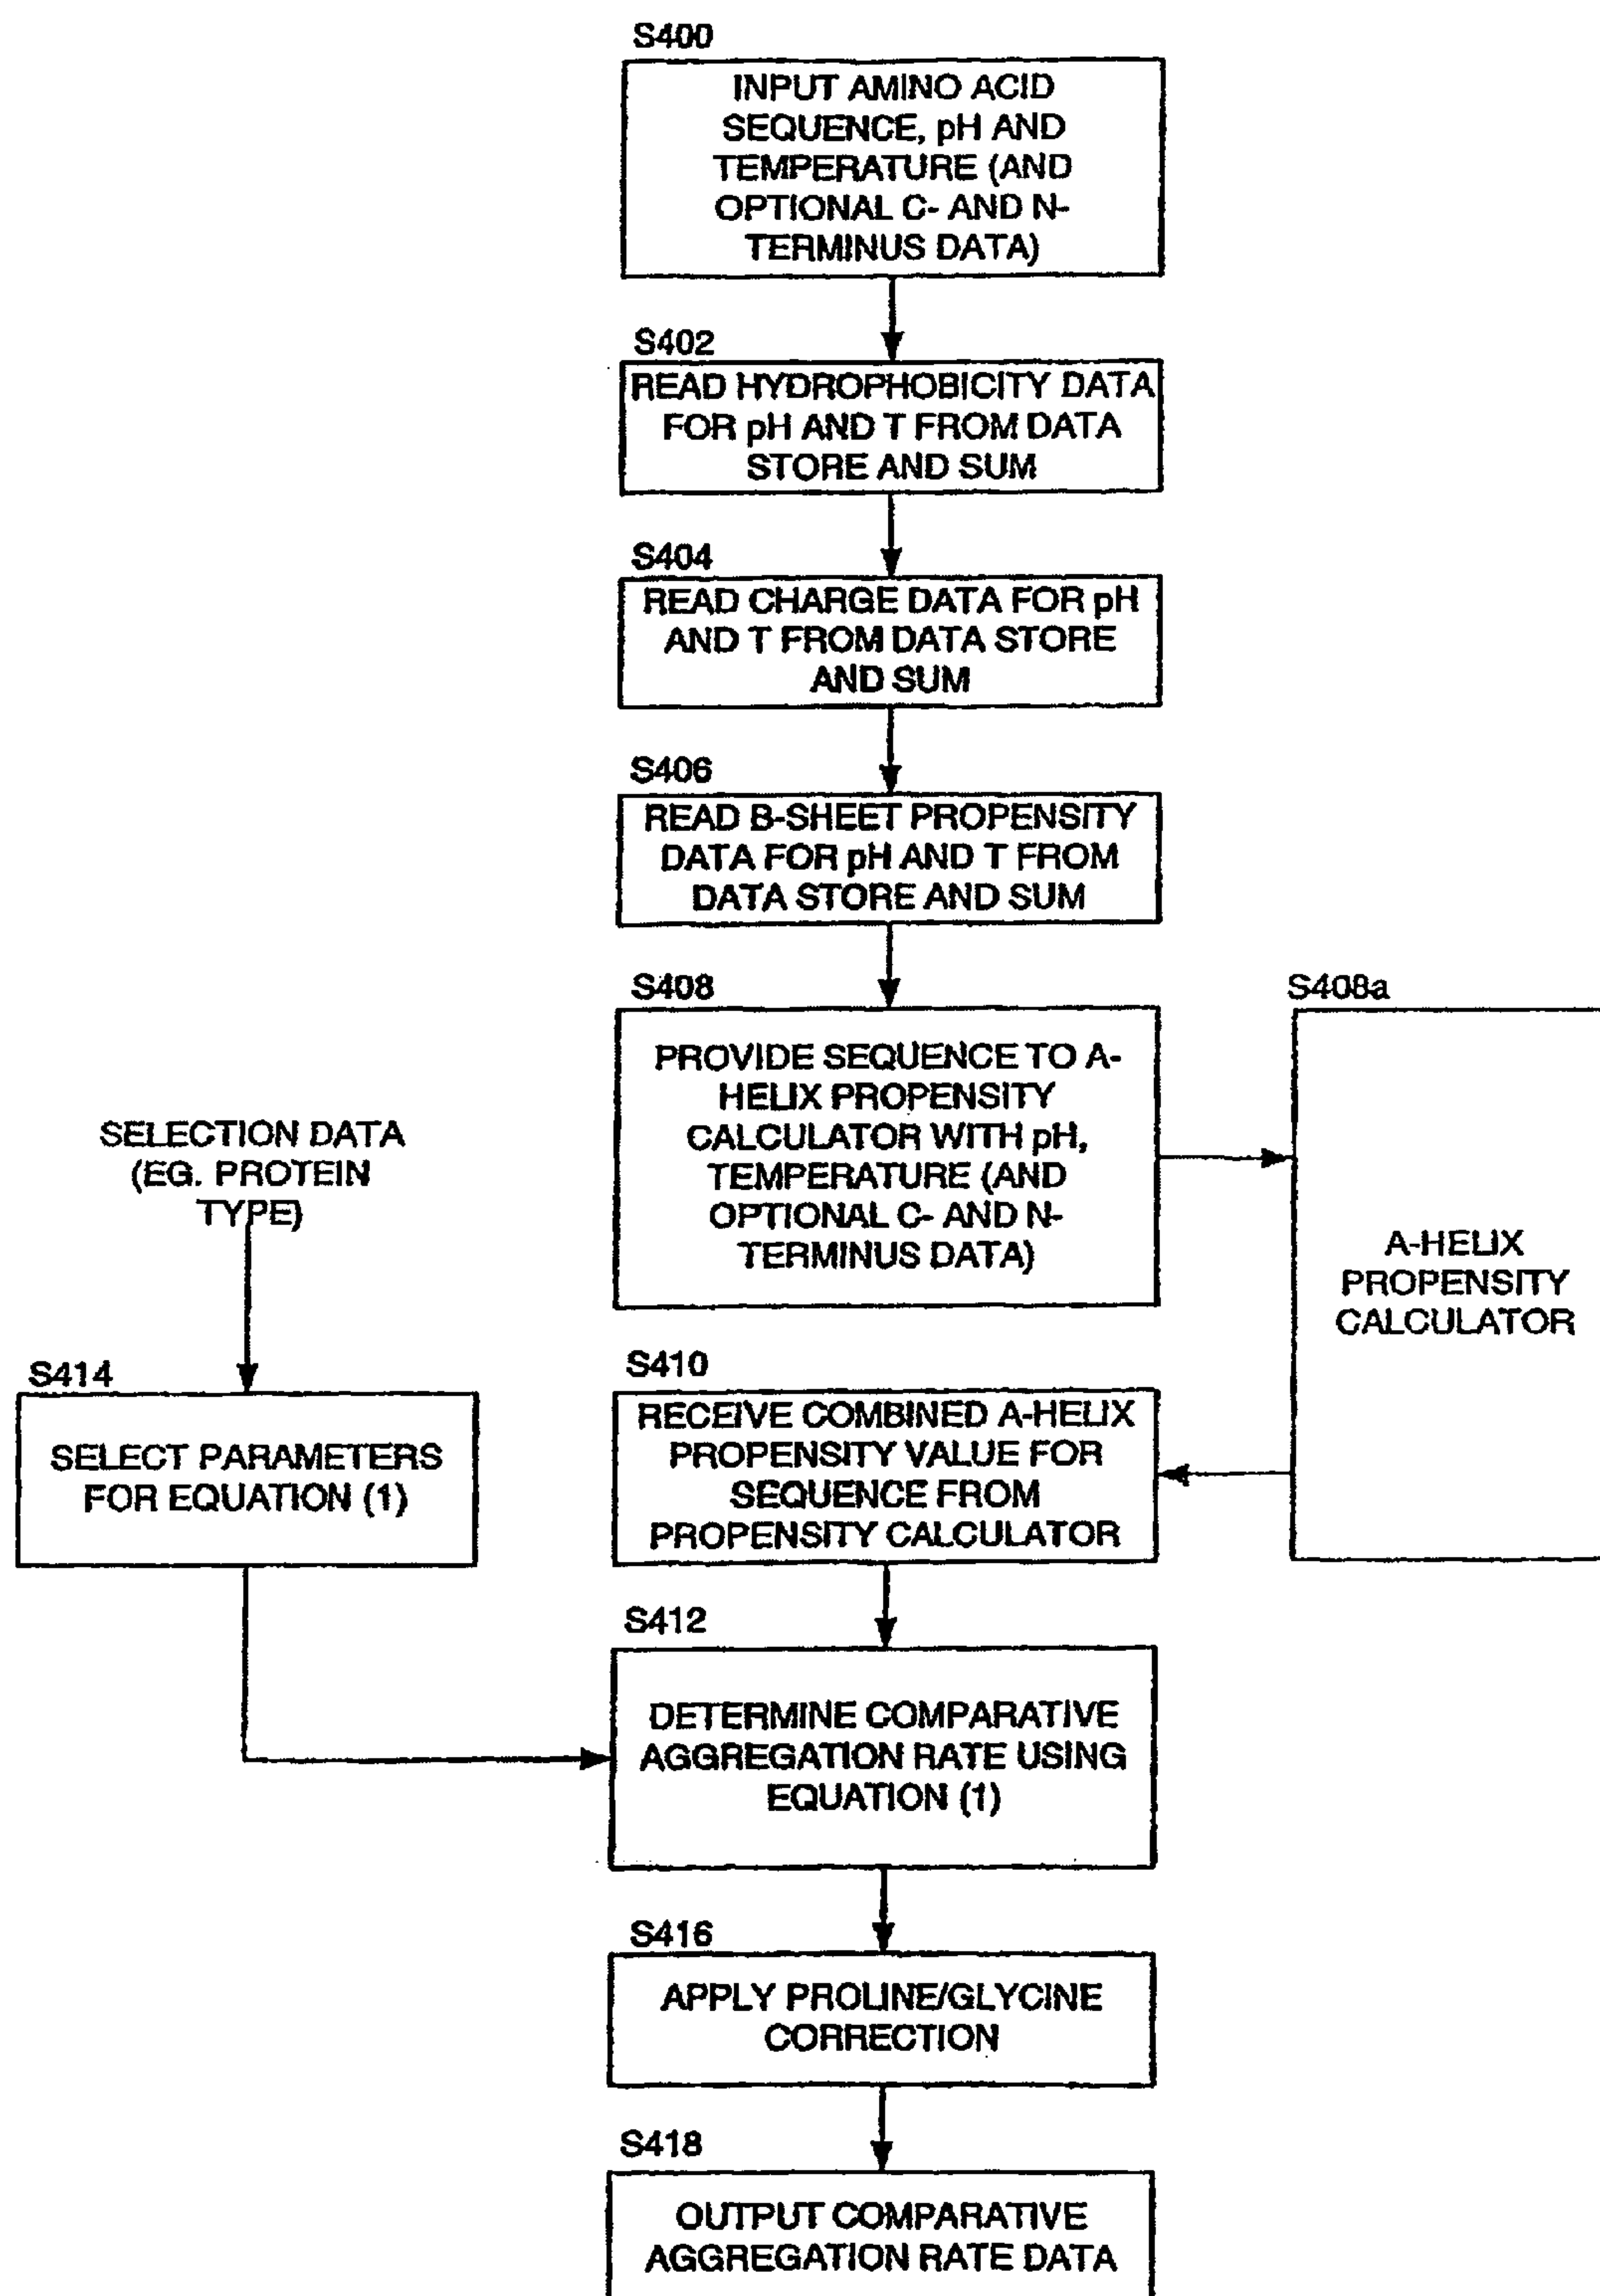 S400
INPUT AMINO ACID
SEQUENCE, pH AND
TEMPERATURE (AND
OPTIONAL C- AND N-
TERMINUS DATA)
S402
READ HYDROPHOBICITY DATA
FOR pH AND T FROM DATA
STORE AND SUM
S404
READ CHARGE DATA FOR pH
AND T FROM DATA STORE
AND SUM
S406
READ B-SHEET PROPENSITY
DATA FOR pH AND T FROM
DATA STORE AND SUM
S408
PROVIDE SEQUENCE TO A-
HELIX PROPENSITY
CALCULATOR WITH pH,
TEMPERATURE (AND
OPTIONAL C- AND N-
TERMINUS DATA)
S408a
A-HELIX
PROPENSITY
CALCULATOR
S410
RECEIVE COMBINED A-HELIX
PROPENSITY VALUE FOR
SEQUENCE FROM
PROPENSITY CALCULATOR
SELECTION DATA
(EG. PROTEIN
TYPE)
S414
SELECT PARAMETERS
FOR EQUATION (1)
S412
DETERMINE COMPARATIVE
AGGREGATION RATE USING
EQUATION (1)
S416
APPLY PROLINE/GLYCINE
CORRECTION
S418
OUTPUT COMPARATIVE
AGGREGATION RATE DATA